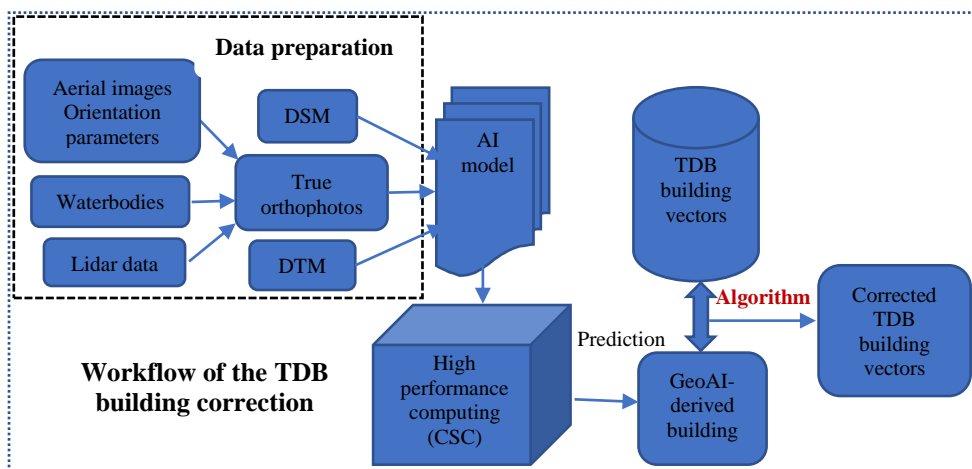 Data preparation
Aerial images
Orientation
parameters
Waterbodies
Lidar data
DSM
True
orthophotos
DTM
AI
model
TDB
building
vectors
Algorithm
Corrected
TDB
building
vectors
Prediction
High
performance
computing
(CSC)
GeoAI-
derived
building
Workflow of the TDB
building correction